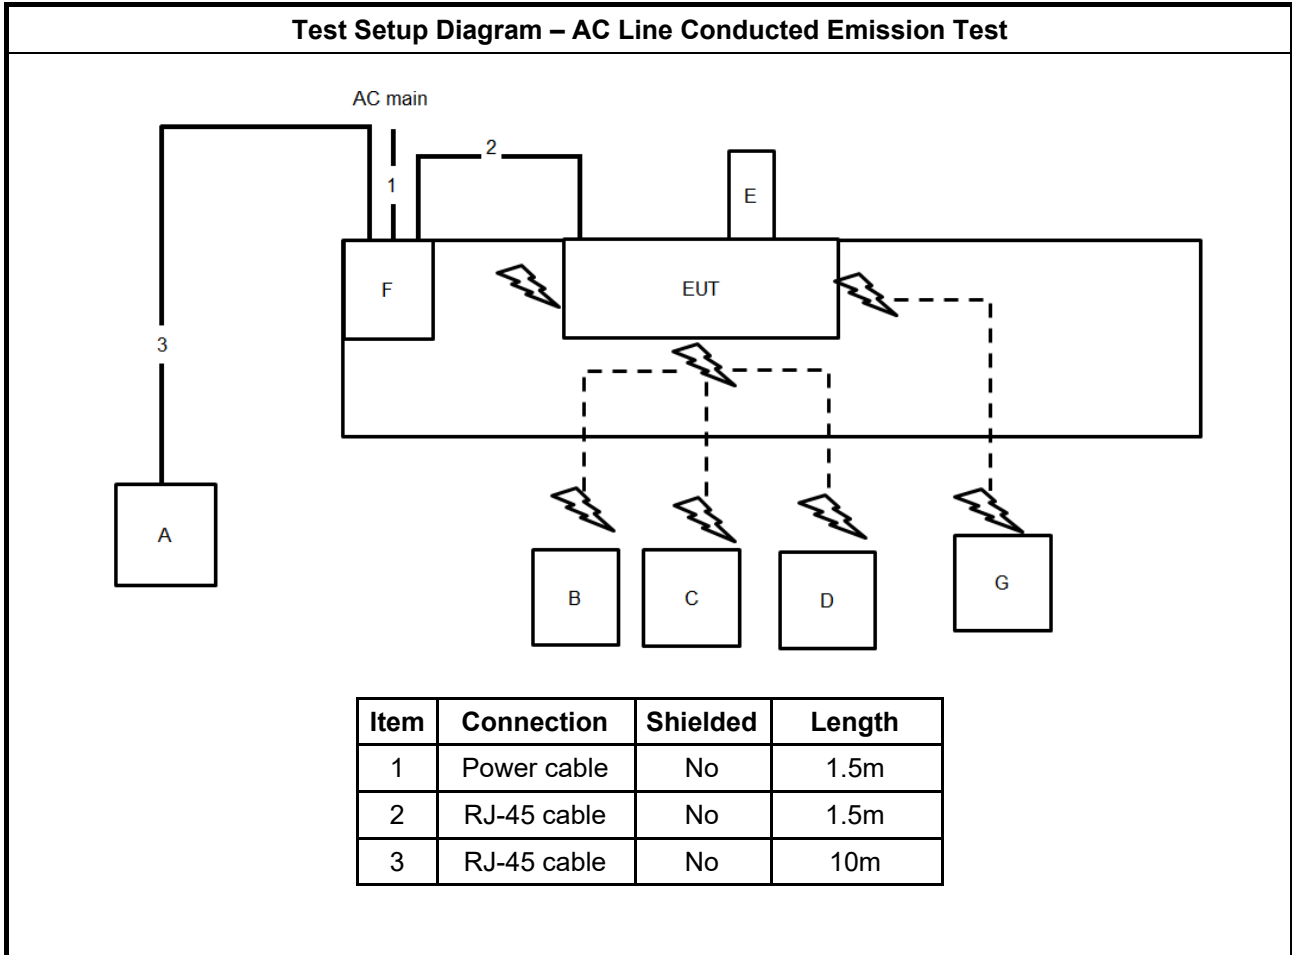 Test Setup Diagram – AC Line Conducted Emission Test
AC main
2
1
E
F
EUT
3
A
B
C
D
G
Item Connection Shielded Length
1 Power cable No 1.5m
2 RJ-45 cable No 1.5m
3 RJ-45 cable No 10m